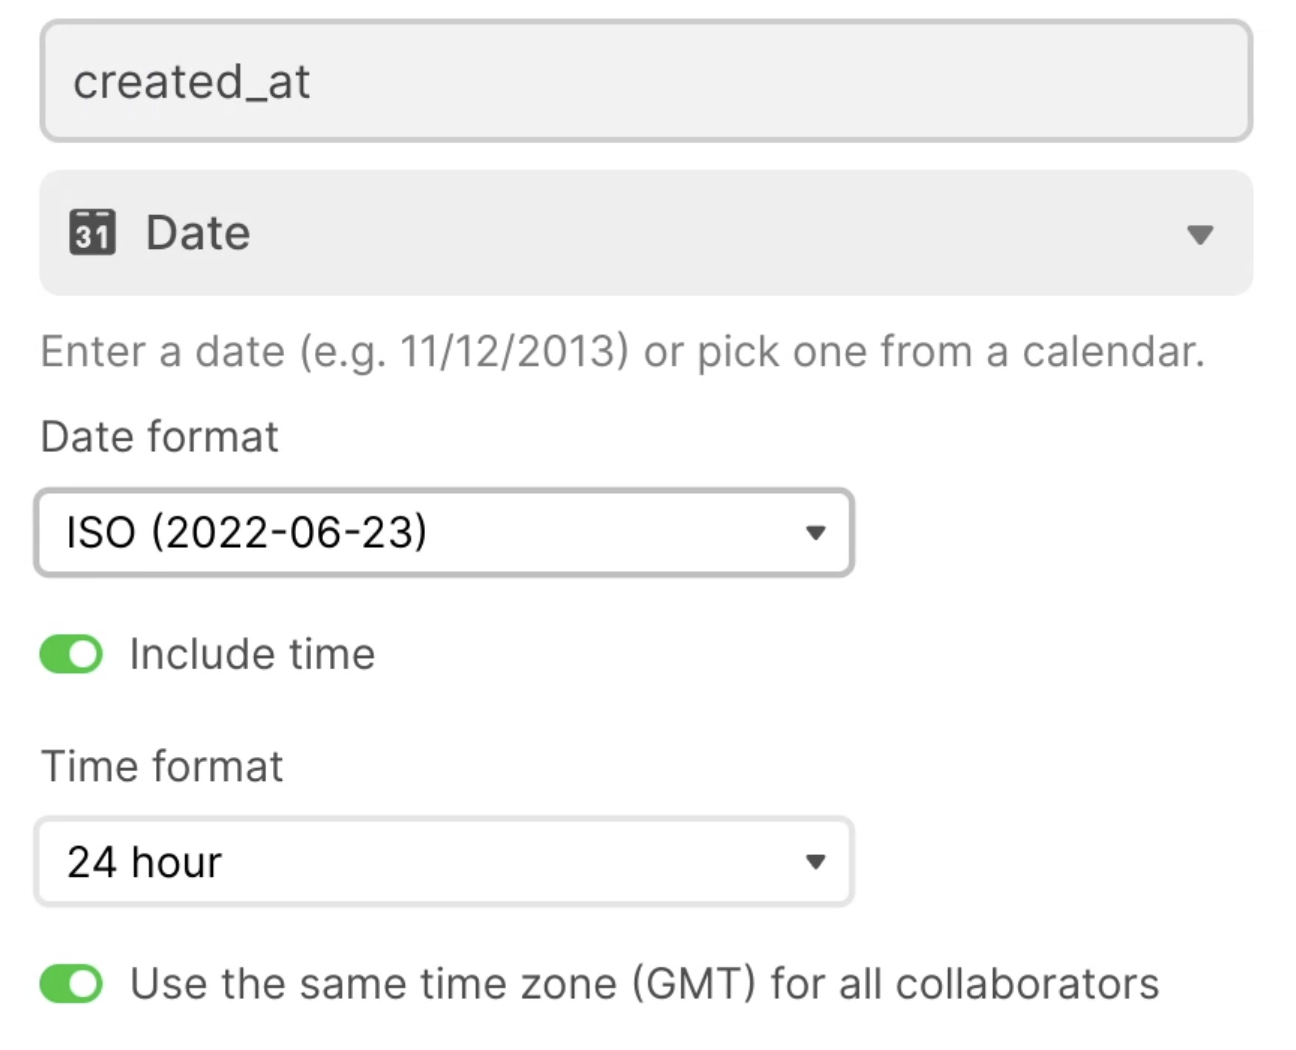 created_at
31 Date
Enter a date (e.g. 11/12/2013) or pick one from a calendar.
Date format
ISO (2022-06-23)
Include time
Time format
24 hour
Use the same time zone (GMT) for all collaborators